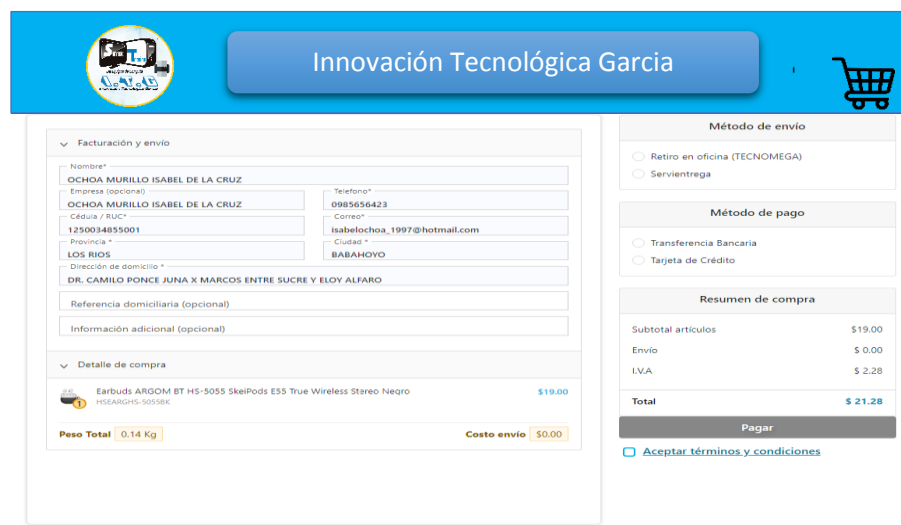 Innovación Tecnológica Garcia
Facturación y envío
Nombre*
OCHOA MURILLO ISABEL DE LA CRUZ
Empresa (opcional)
OCHOA MURILLO ISABEL DE LA CRUZ
Telefono*
0985656423
Cédula / RUC*
1250034855001
Correo*
isabelochoa_1997@hotmail.com
Provincia *
LOS RIOS
Ciudad *
BABAHOYO
Dirección de domicilio *
DR. CAMILO PONCE JUNA X MARCOS ENTRE SUCRE Y ELOY ALFARO
Referencia domiciliaria (opcional)
Información adicional (opcional)
Detalle de compra
1
Earbuds ARGOM BT HS-5055 SkeiPods E55 True Wireless Stereo Negro
$19.00
HSEARGHS-5055BK
Peso Total 0.14 Kg
Costo envío $0.00
Método de envío
Retiro en oficina (TECNOMEGA)
Servientrega
Método de pago
Transferencia Bancaria
Tarjeta de Crédito
Resumen de compra
Subtotal artículos $19.00
Envío $ 0.00
I.V.A $ 2.28
Total $ 21.28
Pagar
Aceptar términos y condiciones